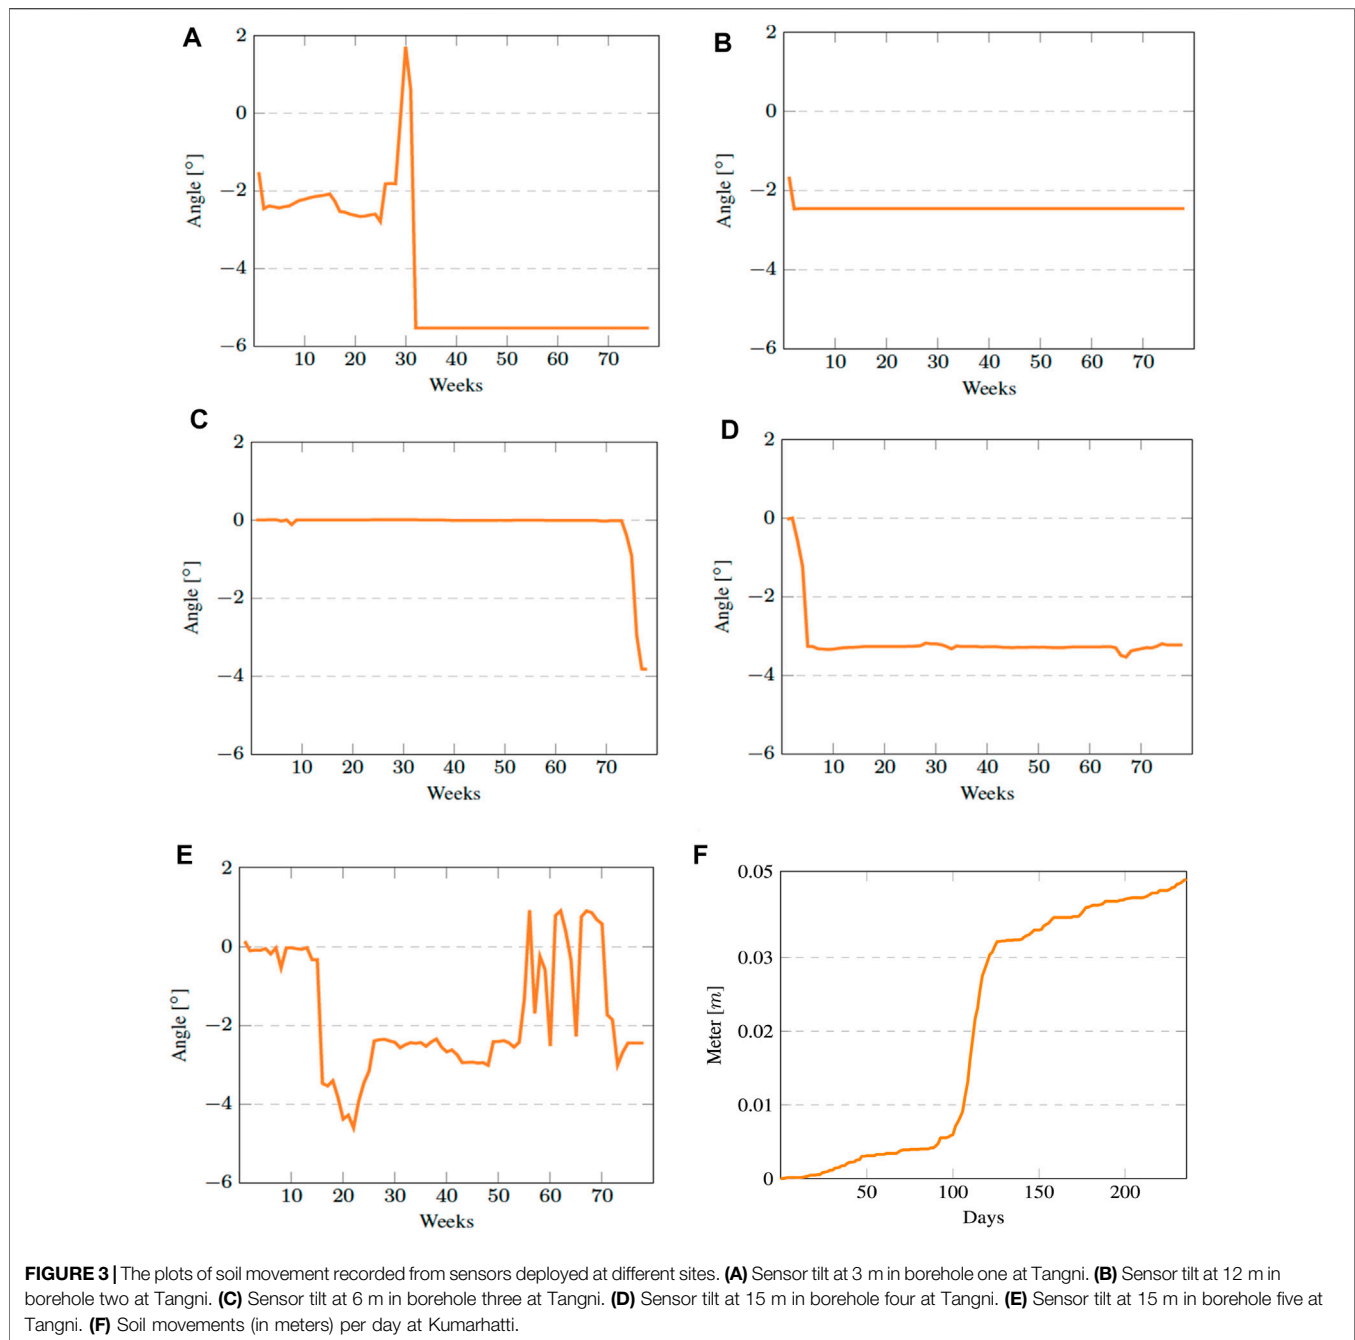 A
2
0
−2
−4
−6
Angle [°]
10 20 30 40 50 60 70
Weeks
B
2
0
−2
−4
−6
Angle [°]
10 20 30 40 50 60 70
Weeks
C
2
0
−2
−4
−6
Angle [°]
10 20 30 40 50 60 70
Weeks
D
2
0
−2
−4
−6
Angle [°]
10 20 30 40 50 60 70
Weeks
E
2
0
−2
−4
−6
Angle [°]
10 20 30 40 50 60 70
Weeks
F
0.05
0.03
0.02
0.01
0
Meter [m]
50 100 150 200
Days
FIGURE 3 | The plots of soil movement recorded from sensors deployed at different sites. (A) Sensor tilt at 3 m in borehole one at Tangni. (B) Sensor tilt at 12 m in
borehole two at Tangni. (C) Sensor tilt at 6 m in borehole three at Tangni. (D) Sensor tilt at 15 m in borehole four at Tangni. (E) Sensor tilt at 15 m in borehole five at
Tangni. (F) Soil movements (in meters) per day at Kumarhatti.